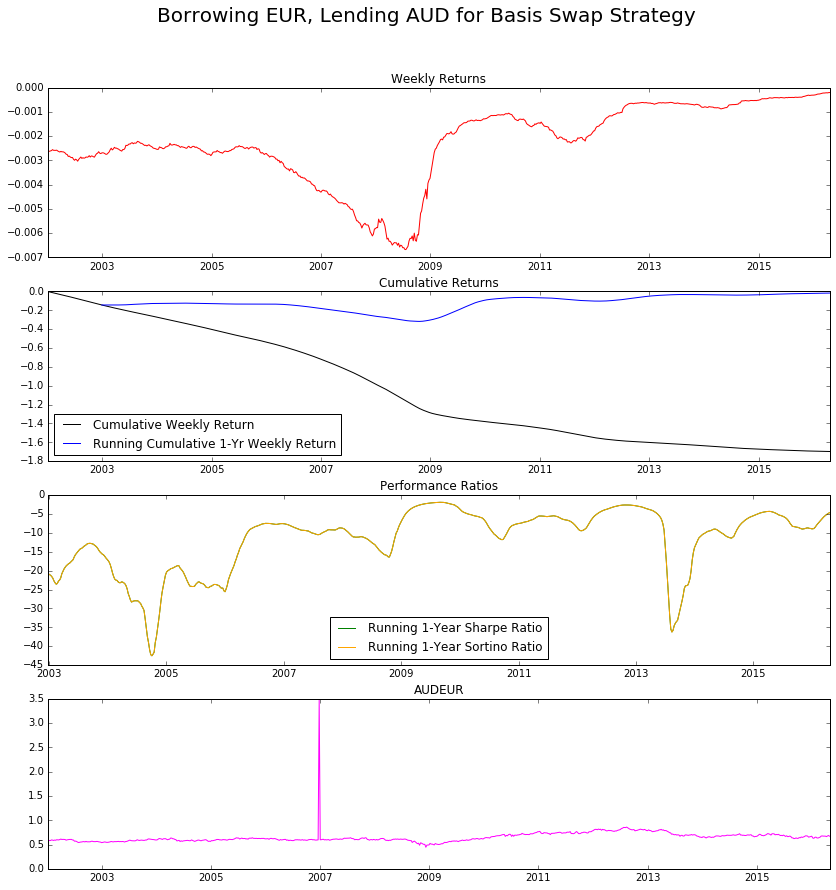 Borrowing EUR, Lending AUD for Basis Swap Strategy
Weekly Returns
0.000
−0.001
−0.002
−0.003
−0.004
−0.005
−0.006
−0.007
2003 2005 2007 2009 2011 2013 2015
Cumulative Returns
0.0
−0.2
−0.4
−0.6
−0.8
−1.0
−1.2
−1.4
−1.6
−1.8
Cumulative Weekly Return
Running Cumulative 1-Yr Weekly Return
2003 2005 2007 2009 2011 2013 2015
Performance Ratios
0
−5
−10
−15
−20
−25
−30
−35
−40
−45
Running 1-Year Sharpe Ratio
Running 1-Year Sortino Ratio
2003 2005 2007 2009 2011 2013 2015
AUDEUR
3.5
3.0
2.5
2.0
1.5
1.0
0.5
0.0
2003 2005 2007 2009 2011 2013 2015